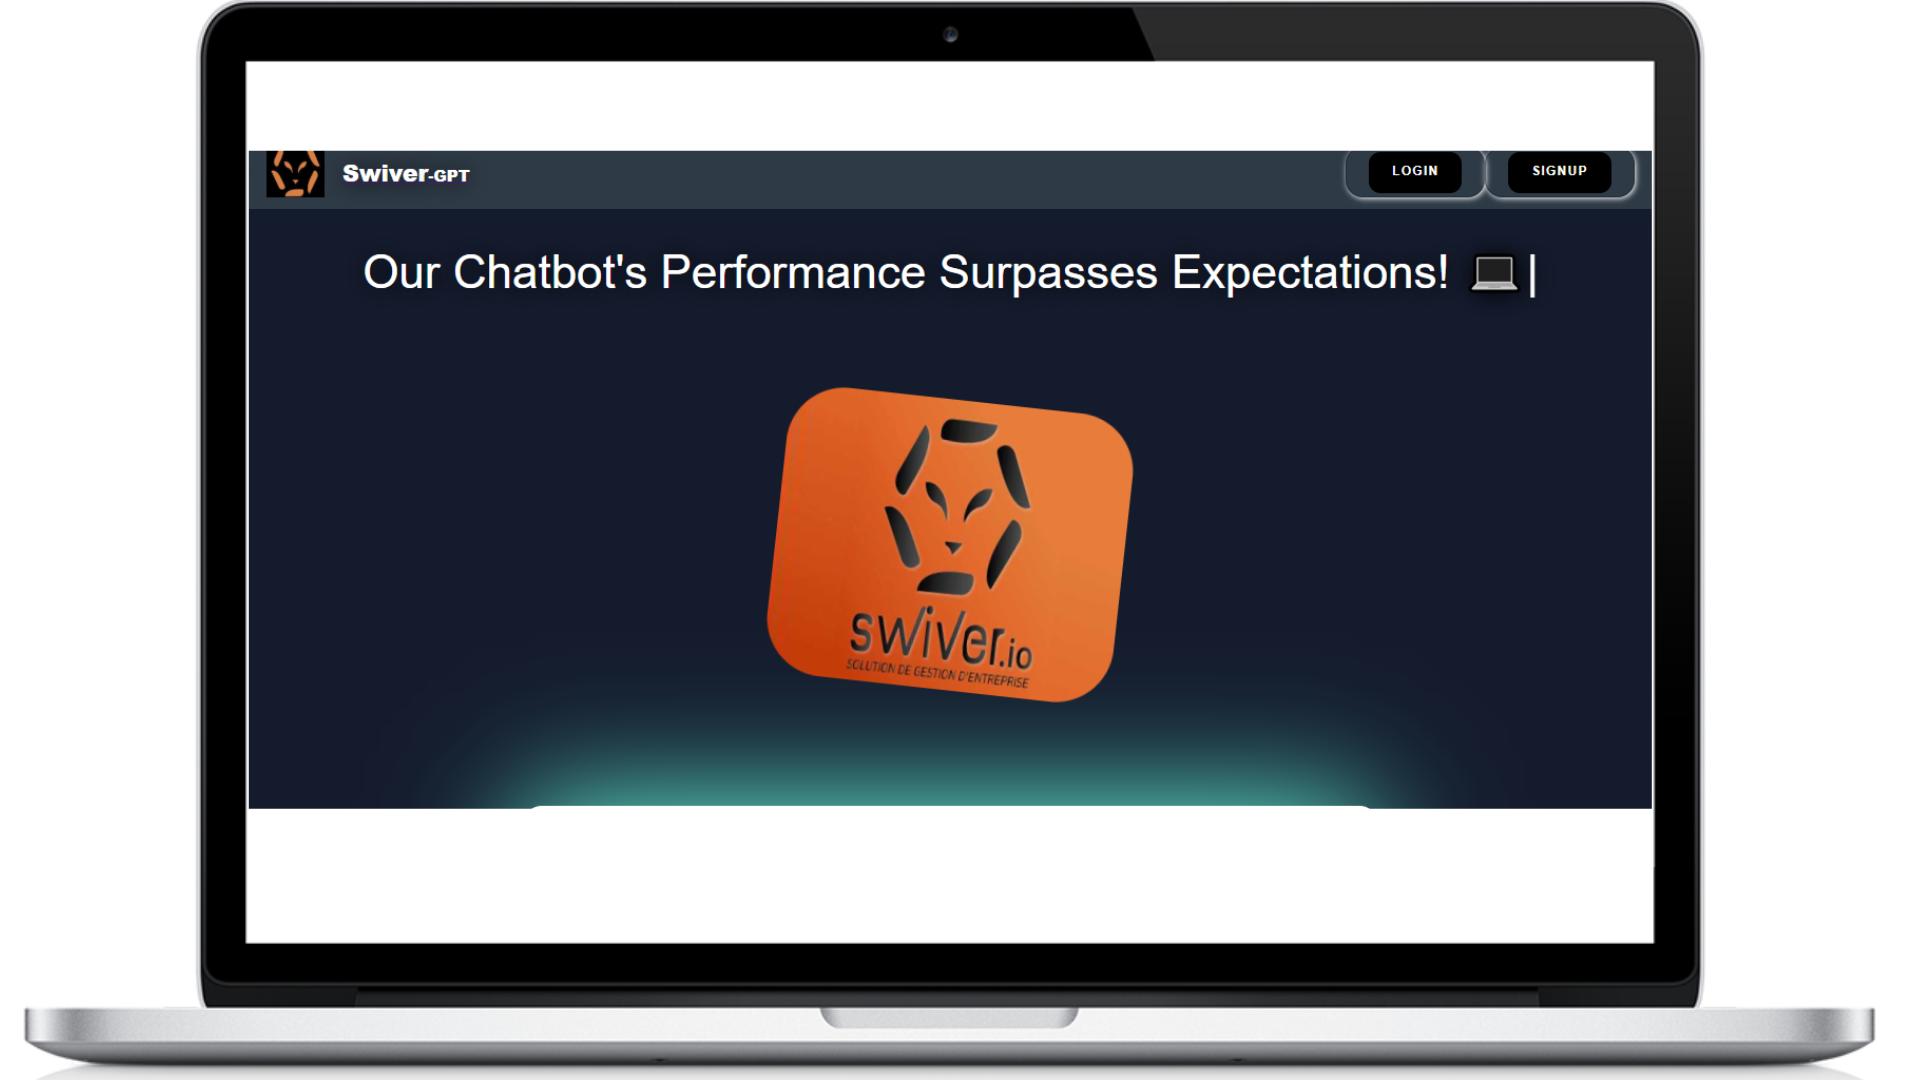 Swiver-GPT
LOGIN
SIGNUP
Our Chatbot's Performance Surpasses Expectations! 💻|
swiver.io
SOLUTION DE GESTION D'ENTREPRISE